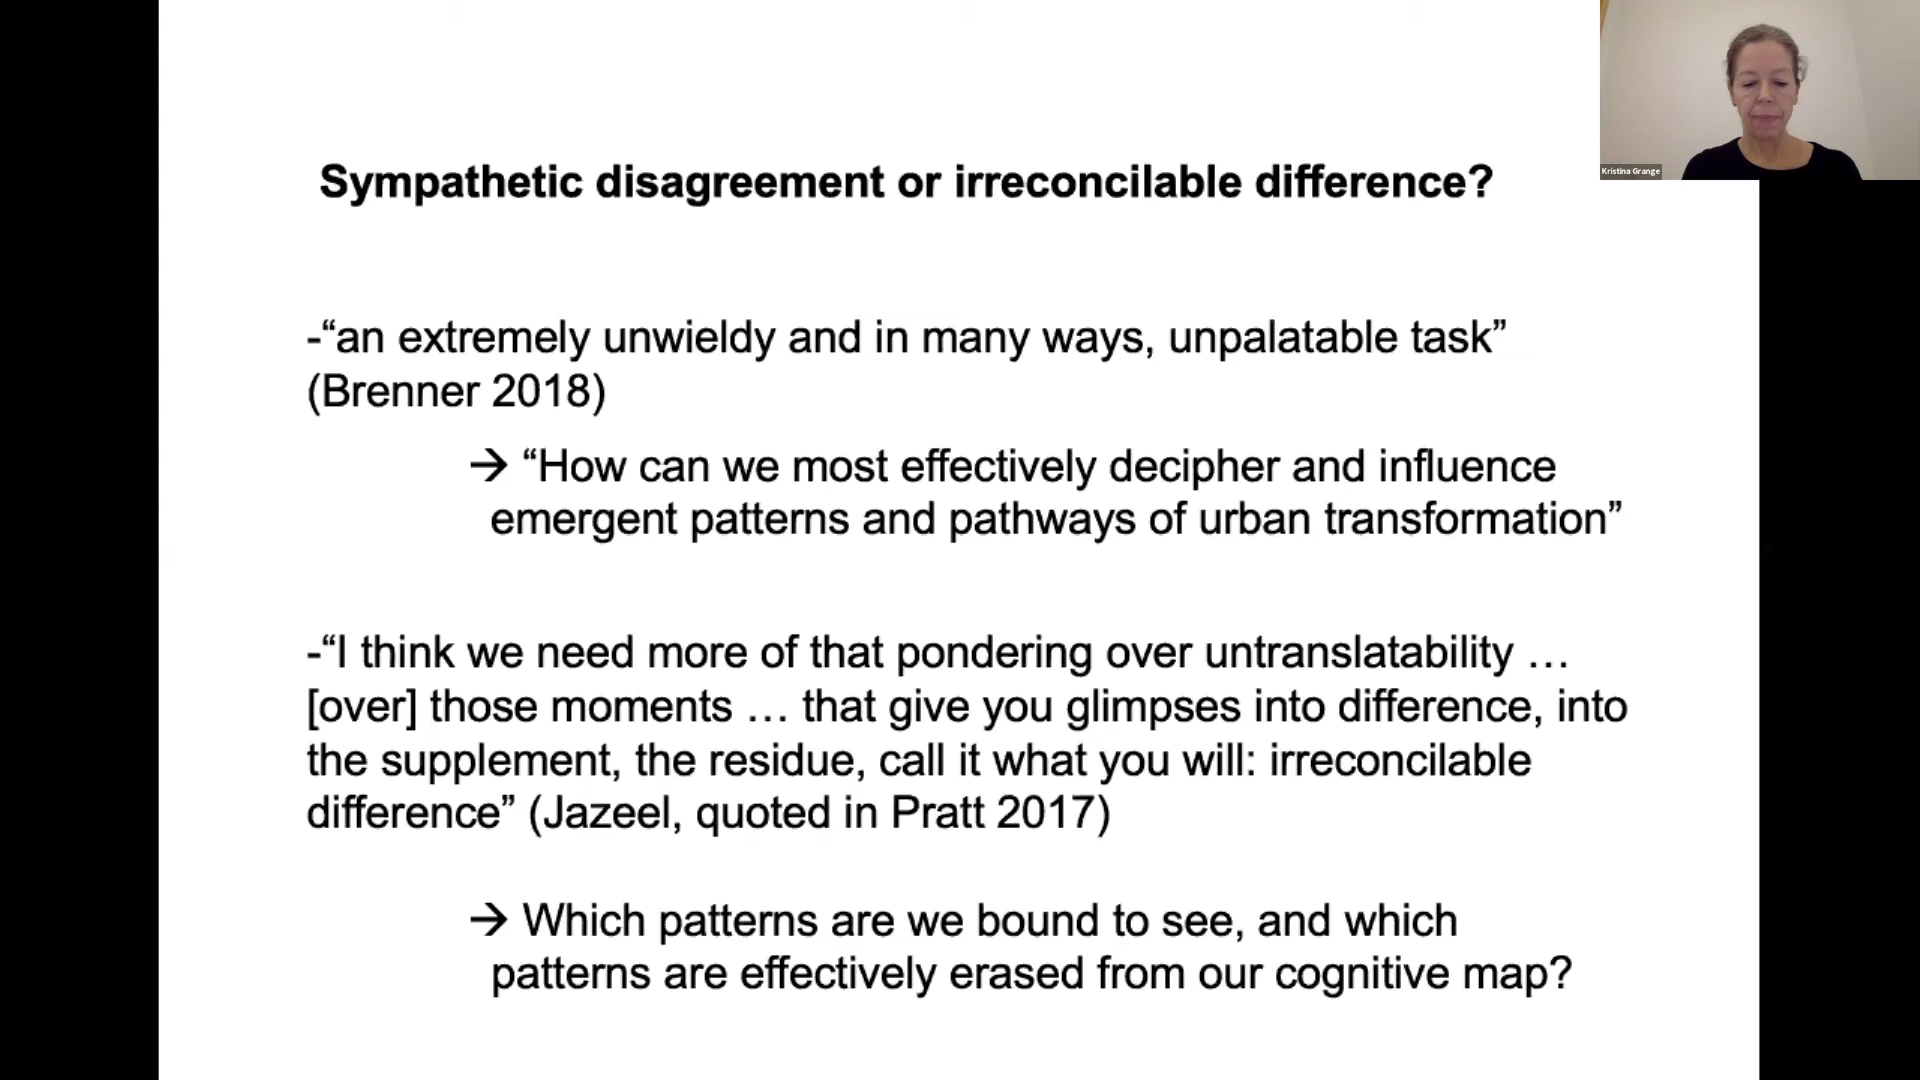 Kristina Grange
Sympathetic disagreement or irreconcilable difference?
-“an extremely unwieldy and in many ways, unpalatable task”
(Brenner 2018)
→ “How can we most effectively decipher and influence
emergent patterns and pathways of urban transformation”
-“I think we need more of that pondering over untranslatability …
[over] those moments … that give you glimpses into difference, into
the supplement, the residue, call it what you will: irreconcilable
difference” (Jazeel, quoted in Pratt 2017)
→ Which patterns are we bound to see, and which
patterns are effectively erased from our cognitive map?